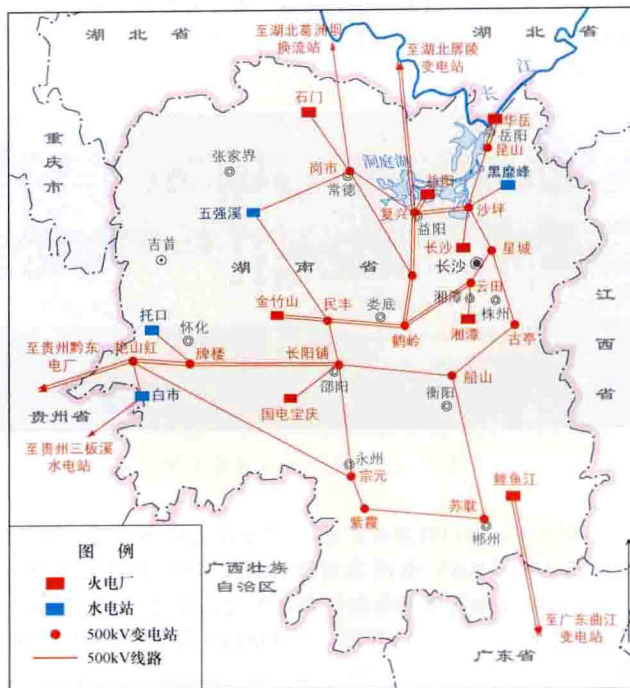 湖北省
至湖北葛洲坝
换流站
至湖北孱陵
变电站
湖北省
长江
石门
华岳
岳阳
昆山
重庆市
张家界
岗市
常德
洞庭湖
益阳
黑麋峰
五强溪
复兴
益阳
沙坪
吉首
湖南省
长沙
长沙
星城
云田
湘潭
株洲
湘潭
金竹山
民丰
娄底
鹤岭
古亭
江西省
托口
怀化
至贵州黔东
电厂
艳山红
牌楼
长阳铺
邵阳
船山
衡阳
贵州省
白市
国电宝庆
至贵州三板溪
水电站
永州
宗元
鲤鱼江
紫霞
苏耽
郴州
广西壮族
自治区
至广东曲江
变电站
广东省
图例
火电厂
水电站
500kV变电站
500kV线路